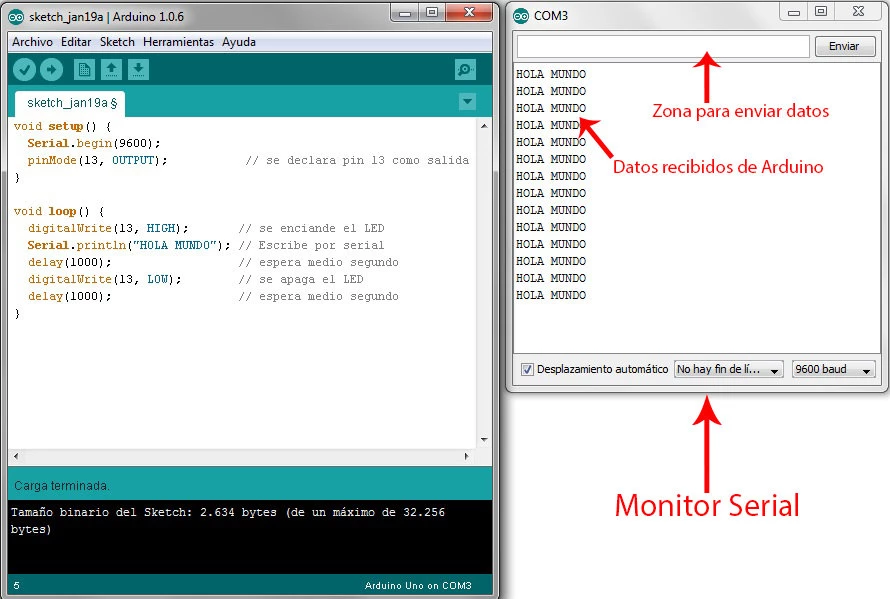 sketch_jan19a | Arduino 1.0.6
Archivo Editar Sketch Herramientas Ayuda
sketch_jan19a §
void setup() {
  Serial.begin(9600);
  pinMode(13, OUTPUT);           // se declara pin 13 como salida
}
void loop() {
  digitalWrite(13, HIGH);       // se enciande el LED
  Serial.println("HOLA MUNDO"); // Escribe por serial
  delay(1000);                  // espera medio segundo
  digitalWrite(13, LOW);        // se apaga el LED
  delay(1000);                  // espera medio segundo
}
Carga terminada.
Tamaño binario del Sketch: 2.634 bytes (de un máximo de 32.256
bytes)
5
Arduino Uno on COM3
COM3
Enviar
HOLA MUNDO
HOLA MUNDO
HOLA MUNDO
HOLA MUNDO
HOLA MUNDO
HOLA MUNDO
HOLA MUNDO
HOLA MUNDO
HOLA MUNDO
HOLA MUNDO
HOLA MUNDO
HOLA MUNDO
HOLA MUNDO
HOLA MUNDO
Zona para enviar datos
Datos recibidos de Arduino
Desplazamiento automático
No hay fin de lí...
9600 baud
Monitor Serial